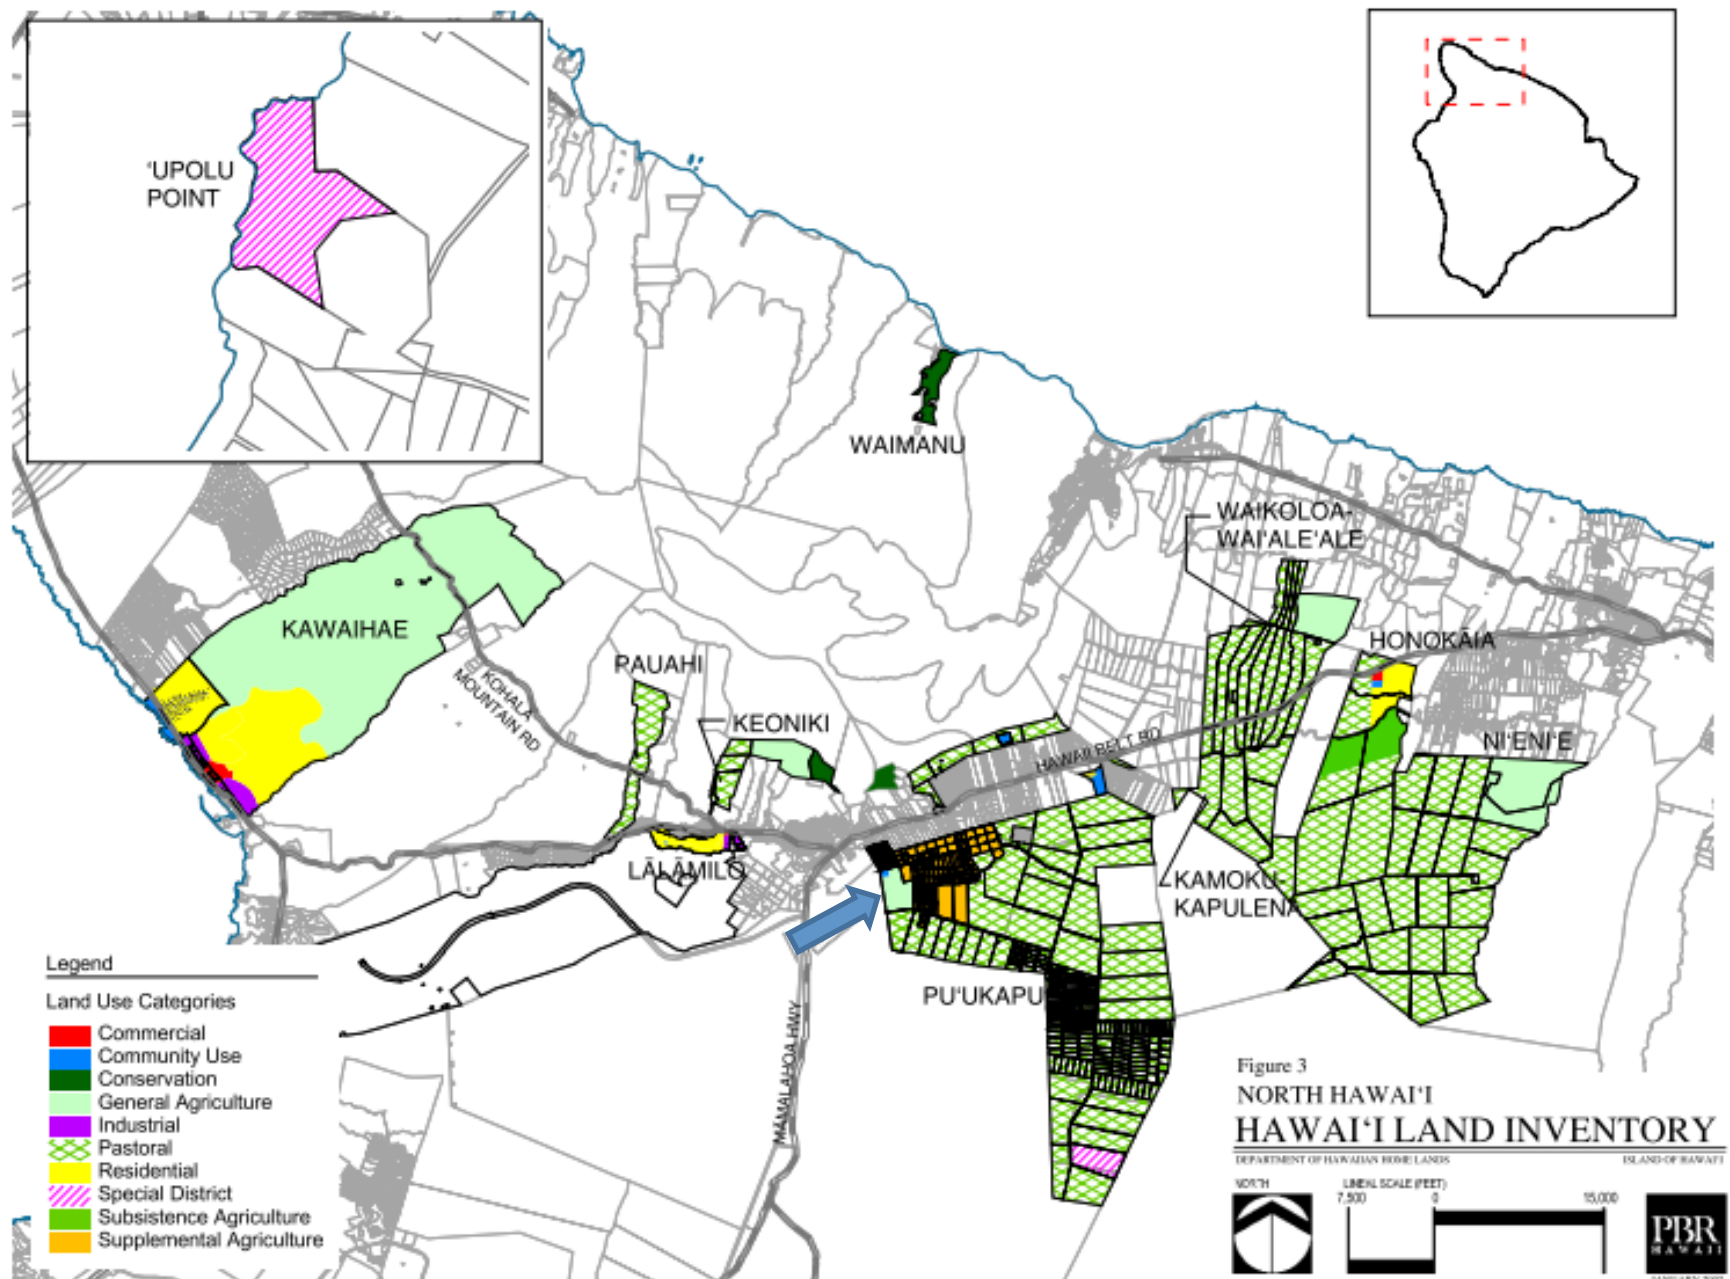 ‘UPOLU
POINT
WAIMANU
WAIKOLOA-
WAI‘ALE‘ALE
KAWAIHAE
HONOKĀIA
PAUAHI
KOHALA
MOUNTAIN RD
KEONIKI
NI‘ENI‘E
HAWAII BELT RD
LĀLĀMILO
KAMOKU
KAPULENA
PU‘UKAPU
MĀMALAHOA HWY
Legend
Land Use Categories
Commercial
Community Use
Conservation
General Agriculture
Industrial
Pastoral
Residential
Special District
Subsistence Agriculture
Supplemental Agriculture
Figure 3
NORTH HAWAI‘I
HAWAI‘I LAND INVENTORY
DEPARTMENT OF HAWAIIAN HOME LANDS
ISLAND OF HAWAI‘I
NORTH
LINEAL SCALE (FEET)
7,500 0 15,000
PBR
HAWAII